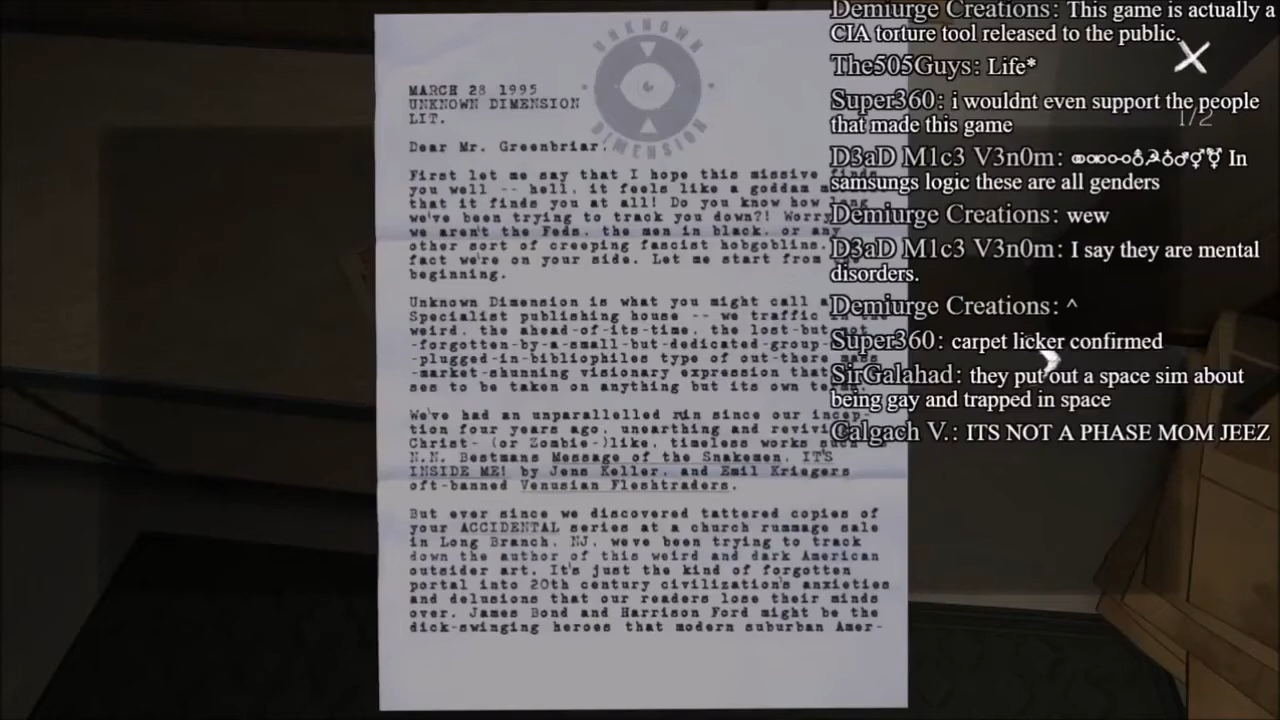 UNKNOWN
DIMENSION
MARCH 28 1995
UNKNOWN DIMENSION
LIT.
Dear Mr. Greenbriar,
First let me say that I hope this missive finds
you well -- hell, it feels like a goddam
that it finds you at all! Do you know how long
we've been trying to track you down?! Worry
we aren't the Feds, the men in black, or any
other sort of creeping fascist hobgoblins.
fact we're on your side. Let me start from
beginning.
Unknown Dimension is what you might call a
Specialist publishing house -- we traffic in the
weird, the ahead-of-its-time, the lost-but-not
-forgotten-by-a-small-but-dedicated-group-
-plugged-in-bibliophiles type of out-there mass
-market-shunning visionary expression that
ses to be taken on anything but its own terms.
We've had an unparallelled run since our incep-
tion four years ago, unearthing and revivi
Christ- (or Zombie-)like, timeless works
N.N. Bestmans Message of the Snakemen, IT'S
INSIDE ME! by Jens Keller, and Emil Kriegers
oft-banned Venusian Fleshtraders.
But ever since we discovered tattered copies of
your ACCIDENTAL series at a church rummage sale
in Long Branch, NJ, we've been trying to track
down the author of this weird and dark American
outsider art. It's just the kind of forgotten
portal into 20th century civilization's anxieties
and delusions that our readers lose their minds
over. James Bond and Harrison Ford might be the
dick-swinging heroes that modern suburban Amer-
1/2
Demiurge Creations: This game is actually a
CIA torture tool released to the public.
The505Guys: Life*
Super360: i wouldnt even support the people
that made this game
D3aD M1c3 V3n0m: ⚭⚮⚯♁☭♁♂⚥⚧ In
samsungs logic these are all genders
Demiurge Creations: wew
D3aD M1c3 V3n0m: I say they are mental
disorders.
Demiurge Creations: ^
Super360: carpet licker confirmed
SirGalahad: they put out a space sim about
being gay and trapped in space
Calgach V.: ITS NOT A PHASE MOM JEEZ